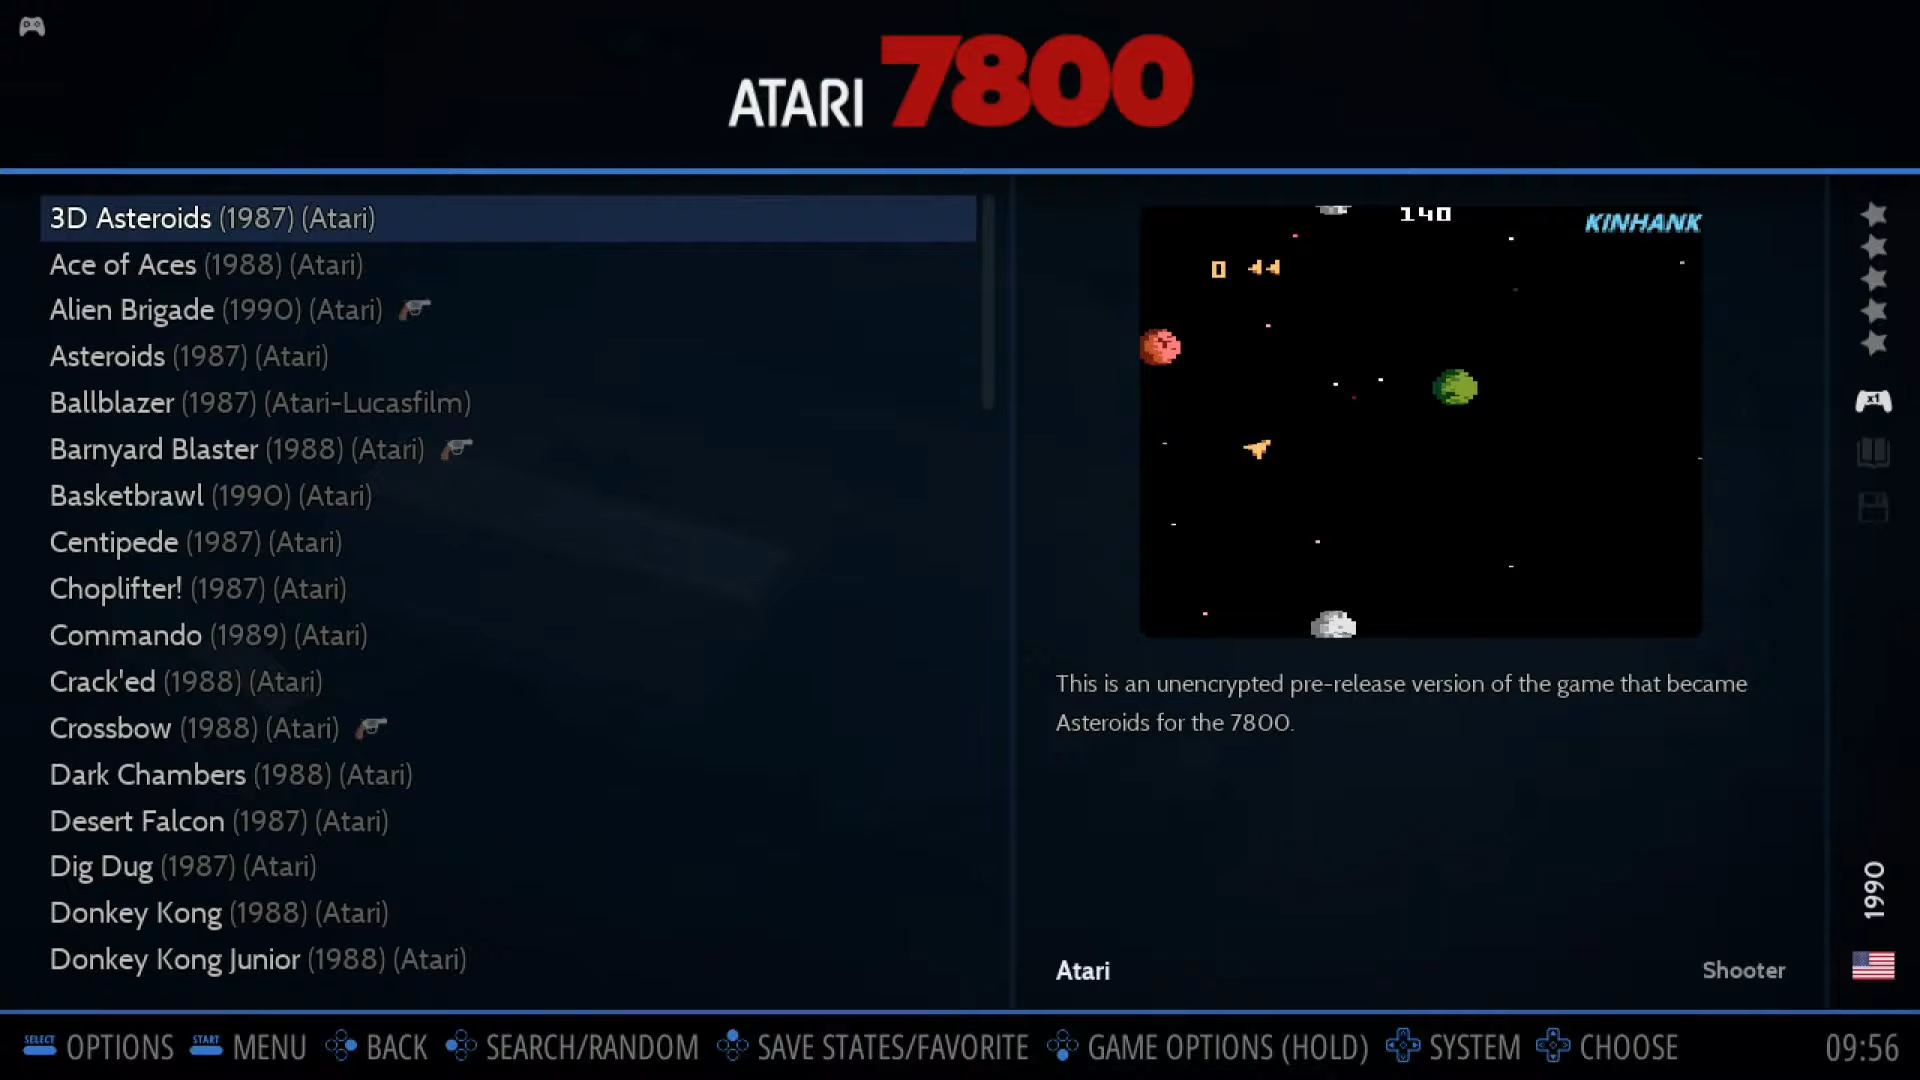 ATARI 7800
3D Asteroids (1987) (Atari)
Ace of Aces (1988) (Atari)
Alien Brigade (1990) (Atari)
Asteroids (1987) (Atari)
Ballblazer (1987) (Atari-Lucasfilm)
Barnyard Blaster (1988) (Atari)
Basketbrawl (1990) (Atari)
Centipede (1987) (Atari)
Choplifter! (1987) (Atari)
Commando (1989) (Atari)
Crack'ed (1988) (Atari)
Crossbow (1988) (Atari)
Dark Chambers (1988) (Atari)
Desert Falcon (1987) (Atari)
Dig Dug (1987) (Atari)
Donkey Kong (1988) (Atari)
Donkey Kong Junior (1988) (Atari)
140
KINHANK
0
This is an unencrypted pre-release version of the game that became
Asteroids for the 7800.
Atari
Shooter
x1
1990
SELECT OPTIONS START MENU BACK SEARCH/RANDOM SAVE STATES/FAVORITE GAME OPTIONS (HOLD) SYSTEM CHOOSE 09:56